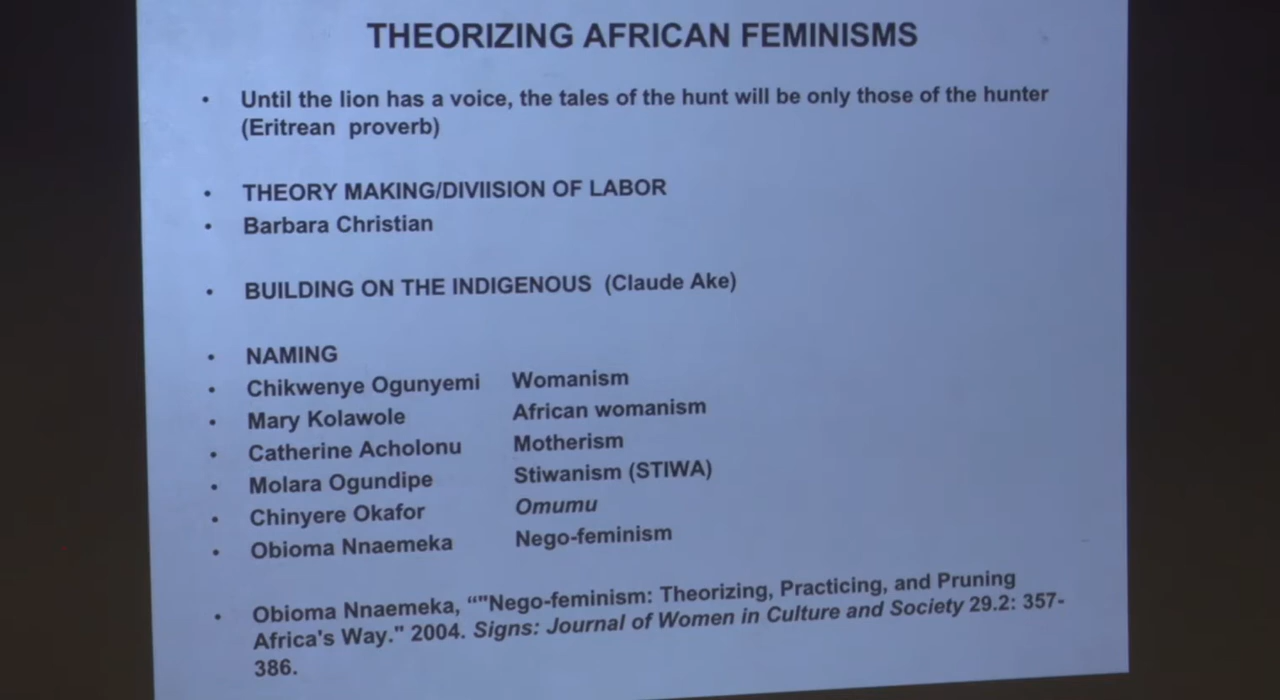 THEORIZING AFRICAN FEMINISMS
• Until the lion has a voice, the tales of the hunt will be only those of the hunter
(Eritrean proverb)
• THEORY MAKING/DIVIISION OF LABOR
• Barbara Christian
• BUILDING ON THE INDIGENOUS (Claude Ake)
• NAMING
• Chikwenye Ogunyemi Womanism
• Mary Kolawole African womanism
• Catherine Acholonu Motherism
• Molara Ogundipe Stiwanism (STIWA)
• Chinyere Okafor Omumu
• Obioma Nnaemeka Nego-feminism
• Obioma Nnaemeka, “"Nego-feminism: Theorizing, Practicing, and Pruning
Africa's Way." 2004. Signs: Journal of Women in Culture and Society 29.2: 357-
386.